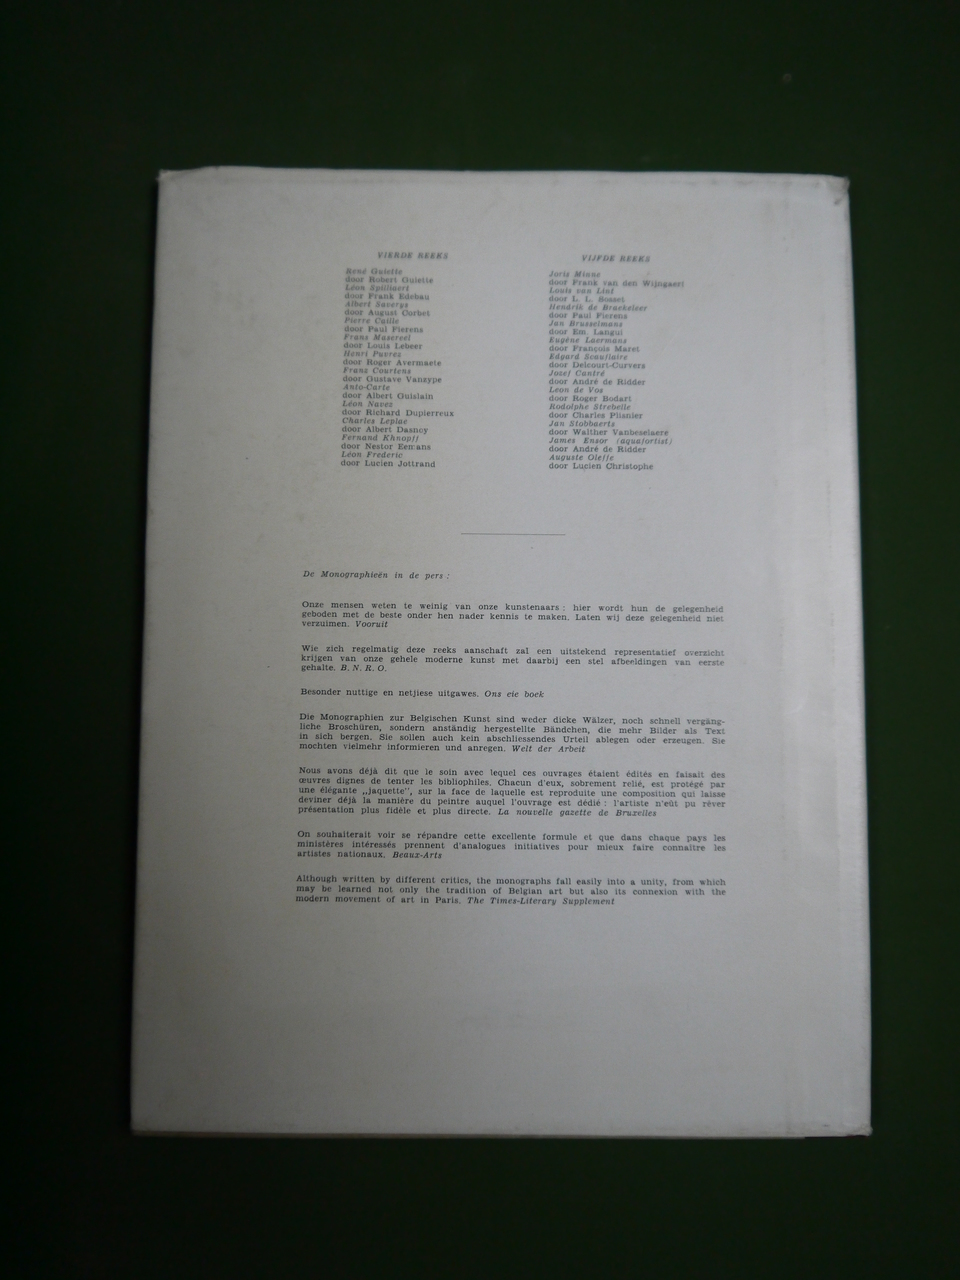 VIERDE REEKS
René Guiette
door Robert Guiette
Léon Spilliaert
door Frank Edebau
Albert Saverys
door August Corbet
Pierre Caille
door Paul Fierens
Frans Masereel
door Louis Lebeer
Henri Puvrez
door Roger Avermaete
Franz Courtens
door Gustave Vanzype
Anto-Carte
door Albert Guislain
Léon Navez
door Richard Dupierreux
Charles Leplae
door Albert Dasnoy
Fernand Khnopff
door Nestor Eemans
Léon Frederic
door Lucien Jottrand
VIJFDE REEKS
Joris Minne
door Frank van den Wijngaert
Louis van Lint
door L. L. Sosset
Hendrik de Braekeleer
door Paul Fierens
Jan Brusselmans
door Em. Langui
Eugène Laermans
door François Maret
Edgard Scauflaire
door Delcourt-Curvers
Jozef Cantré
door André de Ridder
Leon de Vos
door Roger Bodart
Rodolphe Strebelle
door Charles Plisnier
Jan Stobbaerts
door Walther Vanbeselaere
James Ensor (aquafortist)
door André de Ridder
Auguste Oleffe
door Lucien Christophe
De Monographieën in de pers :
Onze mensen weten te weinig van onze kunstenaars : hier wordt hun de gelegenheid
geboden met de beste onder hen nader kennis te maken. Laten wij deze gelegenheid niet
verzuimen. Vooruit
Wie zich regelmatig deze reeks aanschaft zal een uitstekend representatief overzicht
krijgen van onze gehele moderne kunst met daarbij een stel afbeeldingen van eerste
gehalte. B. N. R. O.
Besonder nuttige en netjiese uitgawes. Ons eie boek
Die Monographien zur Belgischen Kunst sind weder dicke Wälzer, noch schnell vergäng-
liche Broschüren, sondern anständig hergestellte Bändchen, die mehr Bilder als Text
in sich bergen. Sie sollen auch kein abschliessendes Urteil ablegen oder erzeugen. Sie
mochten vielmehr informieren und anregen. Welt der Arbeit
Nous avons déjà dit que le soin avec lequel ces ouvrages étaient édités en faisait des
œuvres dignes de tenter les bibliophiles. Chacun d'eux, sobrement relié, est protégé par
une élégante „jaquette", sur la face de laquelle est reproduite une composition qui laisse
deviner déjà la manière du peintre auquel l'ouvrage est dédié : l'artiste n'eût pu rêver
présentation plus fidèle et plus directe. La nouvelle gazette de Bruxelles
On souhaiterait voir se répandre cette excellente formule et que dans chaque pays les
ministères intéressés prennent d'analogues initiatives pour mieux faire connaître les
artistes nationaux. Beaux-Arts
Although written by different critics, the monographs fall easily into a unity, from which
may be learned not only the tradition of Belgian art but also its connexion with the
modern movement of art in Paris. The Times-Literary Supplement